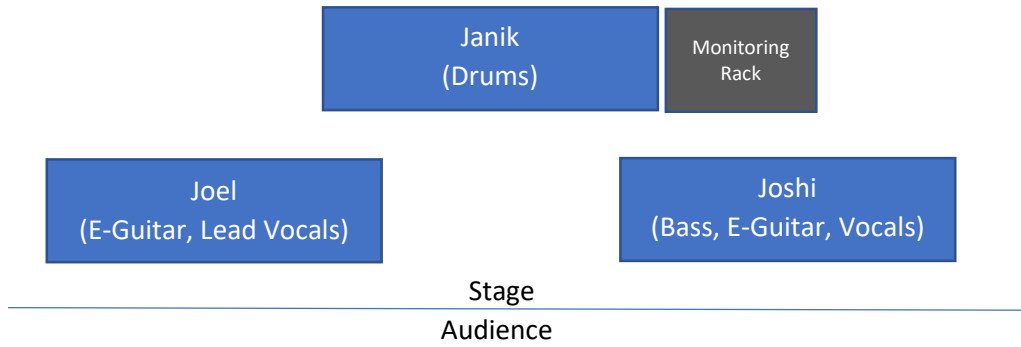 Janik
(Drums)
Monitoring
Rack
Joel
(E-Guitar, Lead Vocals)
Joshi
(Bass, E-Guitar, Vocals)
Stage
Audience